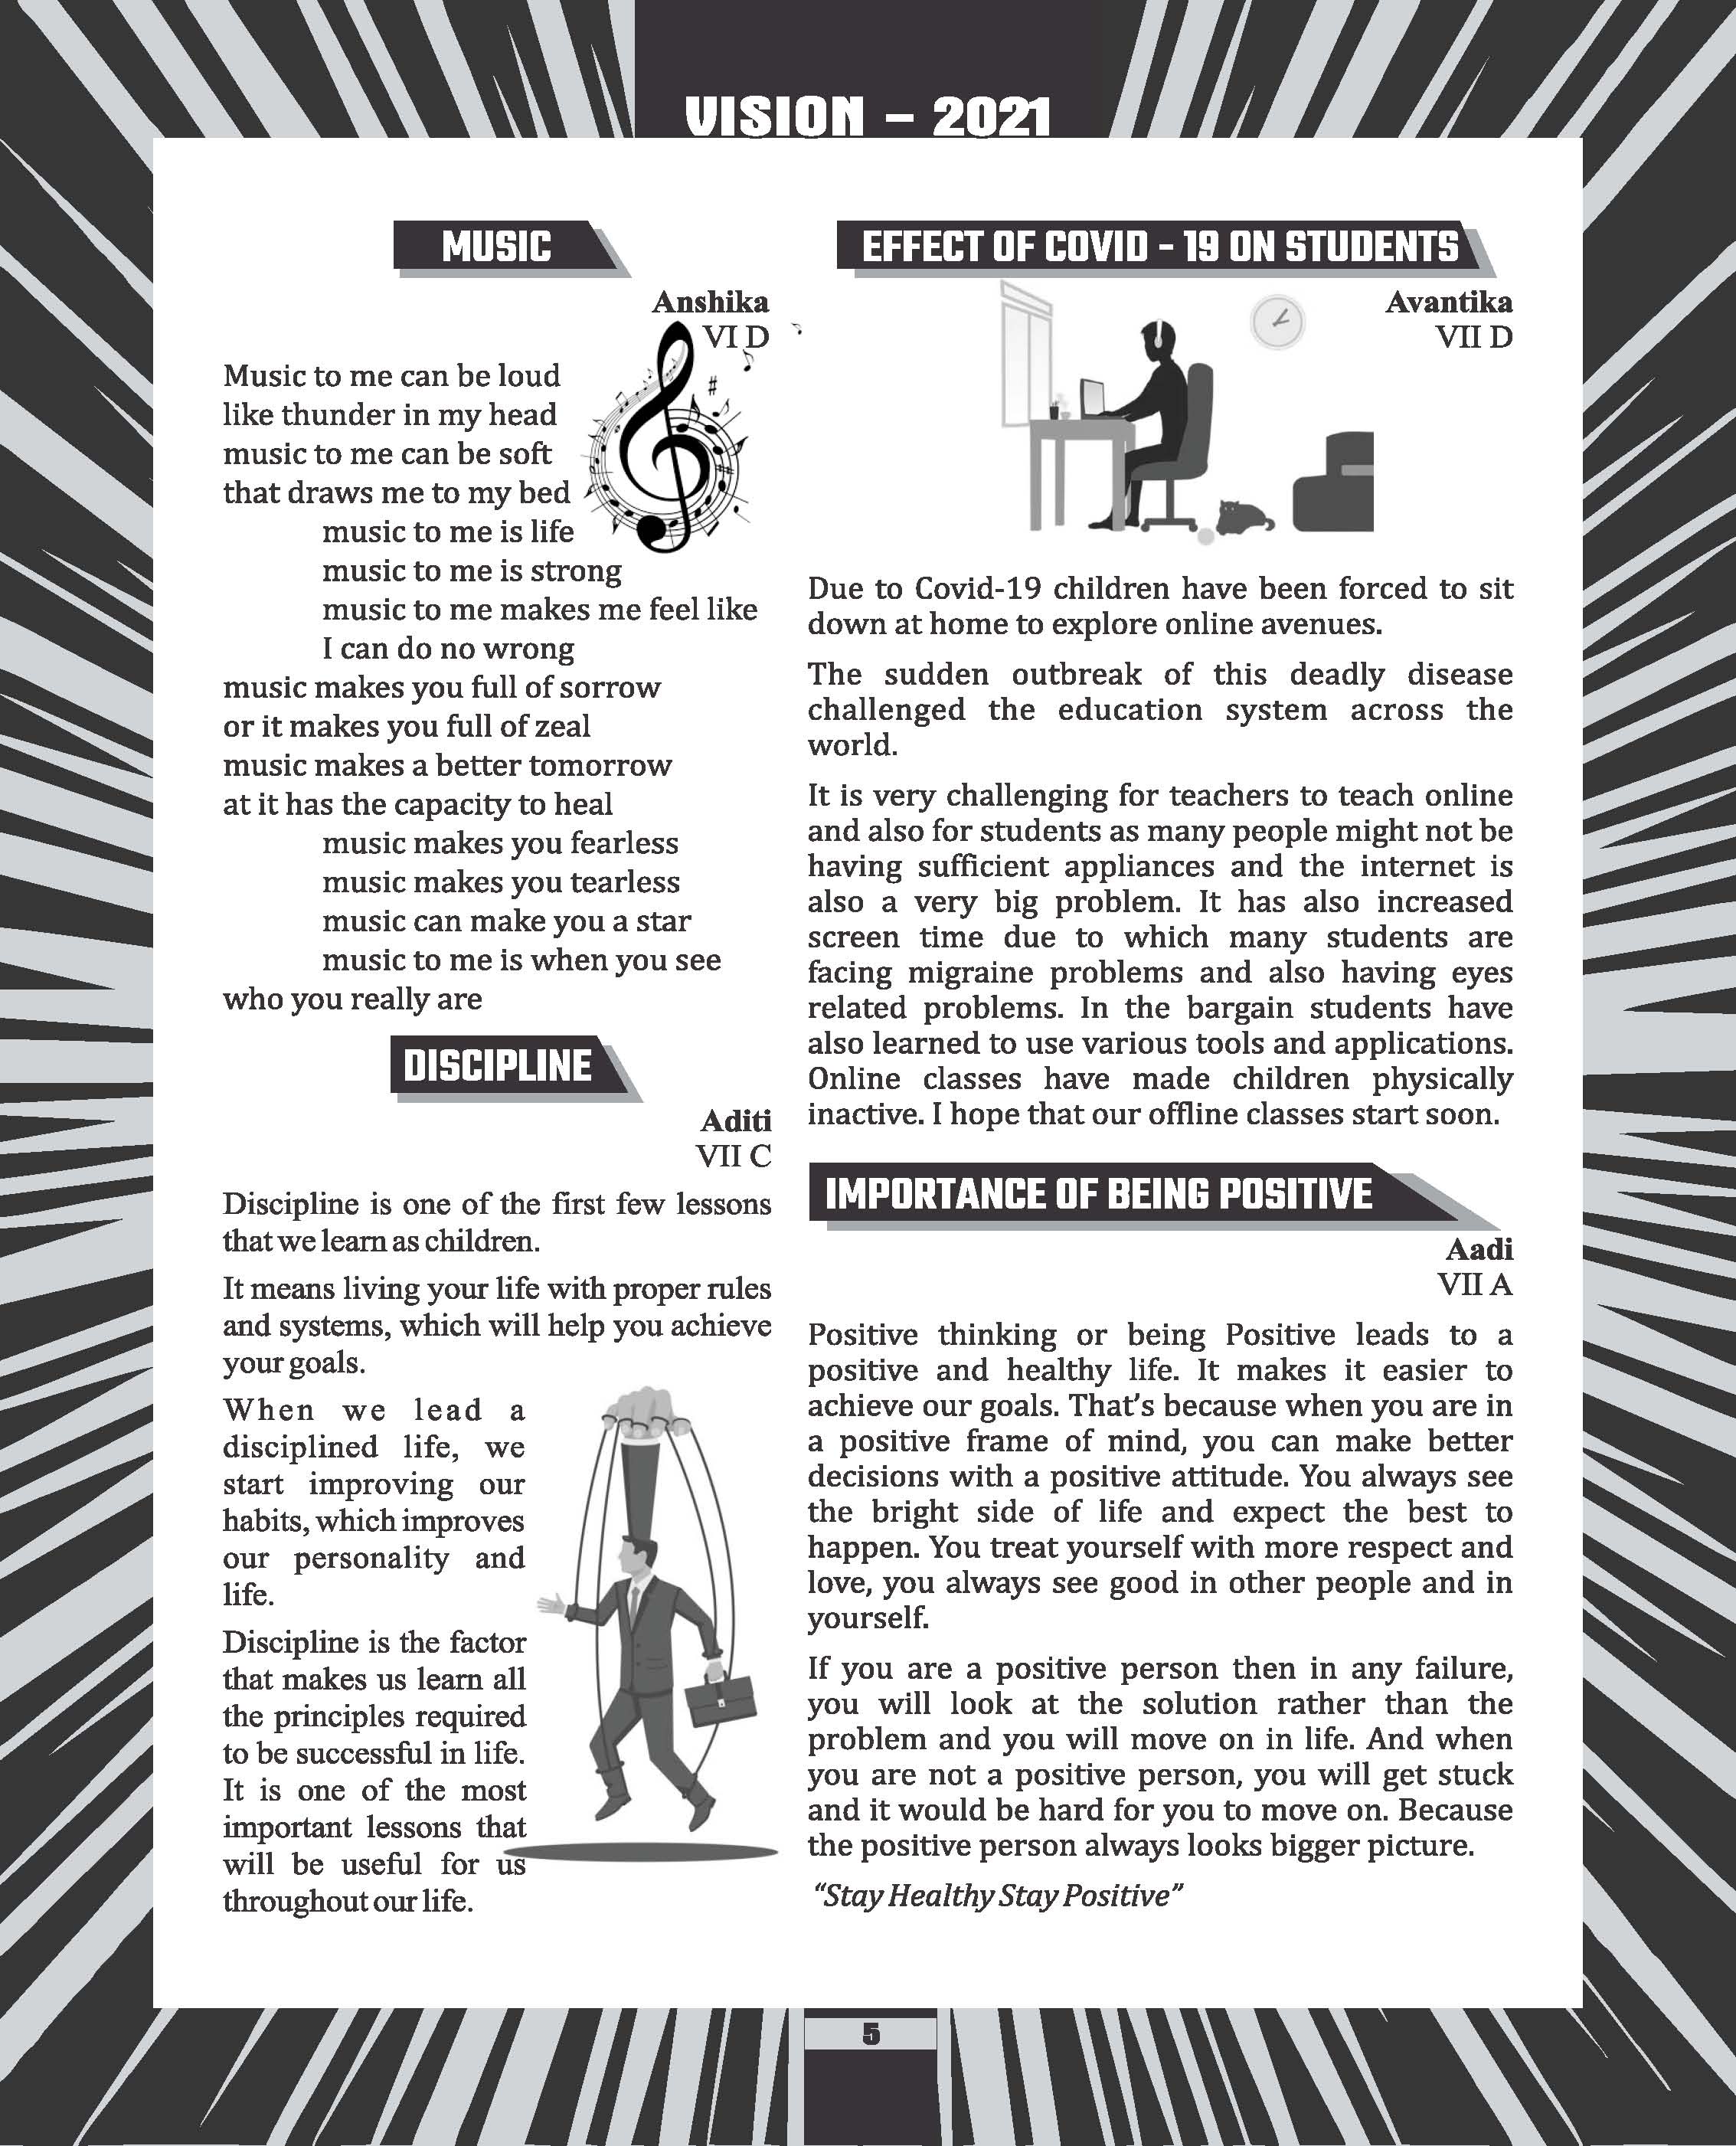 VISION – 2021
MUSIC
Anshika
VI D
Music to me can be loud
like thunder in my head
music to me can be soft
that draws me to my bed
music to me is life
music to me is strong
music to me makes me feel like
I can do no wrong
music makes you full of sorrow
or it makes you full of zeal
music makes a better tomorrow
at it has the capacity to heal
music makes you fearless
music makes you tearless
music can make you a star
music to me is when you see
who you really are
DISCIPLINE
Aditi
VII C
Discipline is one of the first few lessons
that we learn as children.
It means living your life with proper rules
and systems, which will help you achieve
your goals.
When we lead a
disciplined life, we
start improving our
habits, which improves
our personality and
life.
Discipline is the factor
that makes us learn all
the principles required
to be successful in life.
It is one of the most
important lessons that
will be useful for us
throughout our life.
EFFECT OF COVID - 19 ON STUDENTS
Avantika
VII D
Due to Covid-19 children have been forced to sit
down at home to explore online avenues.
The sudden outbreak of this deadly disease
challenged the education system across the
world.
It is very challenging for teachers to teach online
and also for students as many people might not be
having sufficient appliances and the internet is
also a very big problem. It has also increased
screen time due to which many students are
facing migraine problems and also having eyes
related problems. In the bargain students have
also learned to use various tools and applications.
Online classes have made children physically
inactive. I hope that our offline classes start soon.
IMPORTANCE OF BEING POSITIVE
Aadi
VII A
Positive thinking or being Positive leads to a
positive and healthy life. It makes it easier to
achieve our goals. That’s because when you are in
a positive frame of mind, you can make better
decisions with a positive attitude. You always see
the bright side of life and expect the best to
happen. You treat yourself with more respect and
love, you always see good in other people and in
yourself.
If you are a positive person then in any failure,
you will look at the solution rather than the
problem and you will move on in life. And when
you are not a positive person, you will get stuck
and it would be hard for you to move on. Because
the positive person always looks bigger picture.
“Stay Healthy Stay Positive”
5